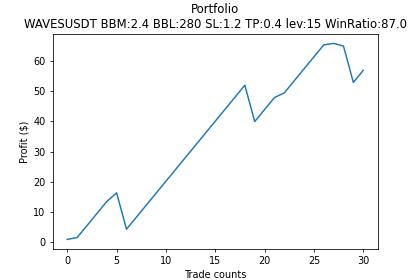 Portfolio
WAVESUSDT BBM:2.4 BBL:280 SL:1.2 TP:0.4 lev:15 WinRatio:87.0
60
50
40
30
20
10
0
Profit ($)
0 5 10 15 20 25 30
Trade counts